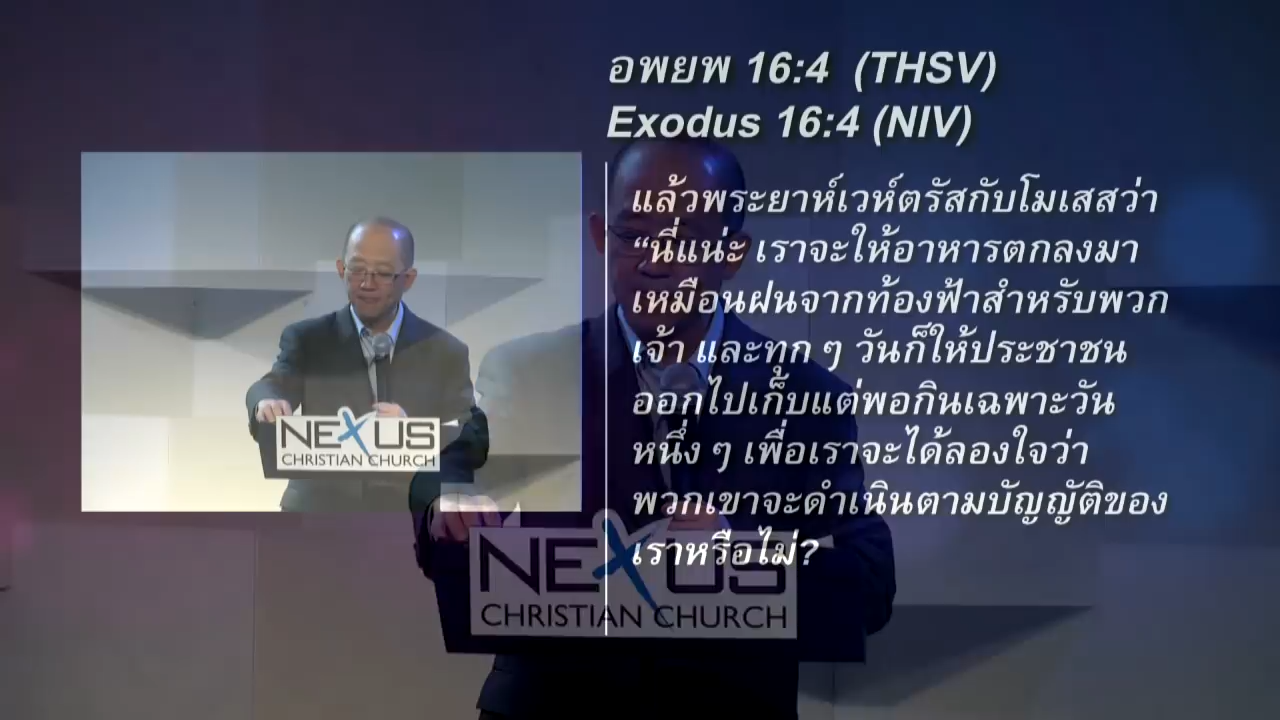 อพยพ 16:4 (THSV)
Exodus 16:4 (NIV)
แล้วพระยาห์เวห์ตรัสกับโมเสสว่า
“นี่แน่ะ เราจะให้อาหารตกลงมา
เหมือนฝนจากท้องฟ้าสำหรับพวก
เจ้า และทุก ๆ วันก็ให้ประชาชน
ออกไปเก็บแต่พอกินเฉพาะวัน
หนึ่ง ๆ เพื่อเราจะได้ลองใจว่า
พวกเขาจะดำเนินตามบัญญัติของ
เราหรือไม่?
NEXUS
CHRISTIAN CHURCH
NEXUS
CHRISTIAN CHURCH